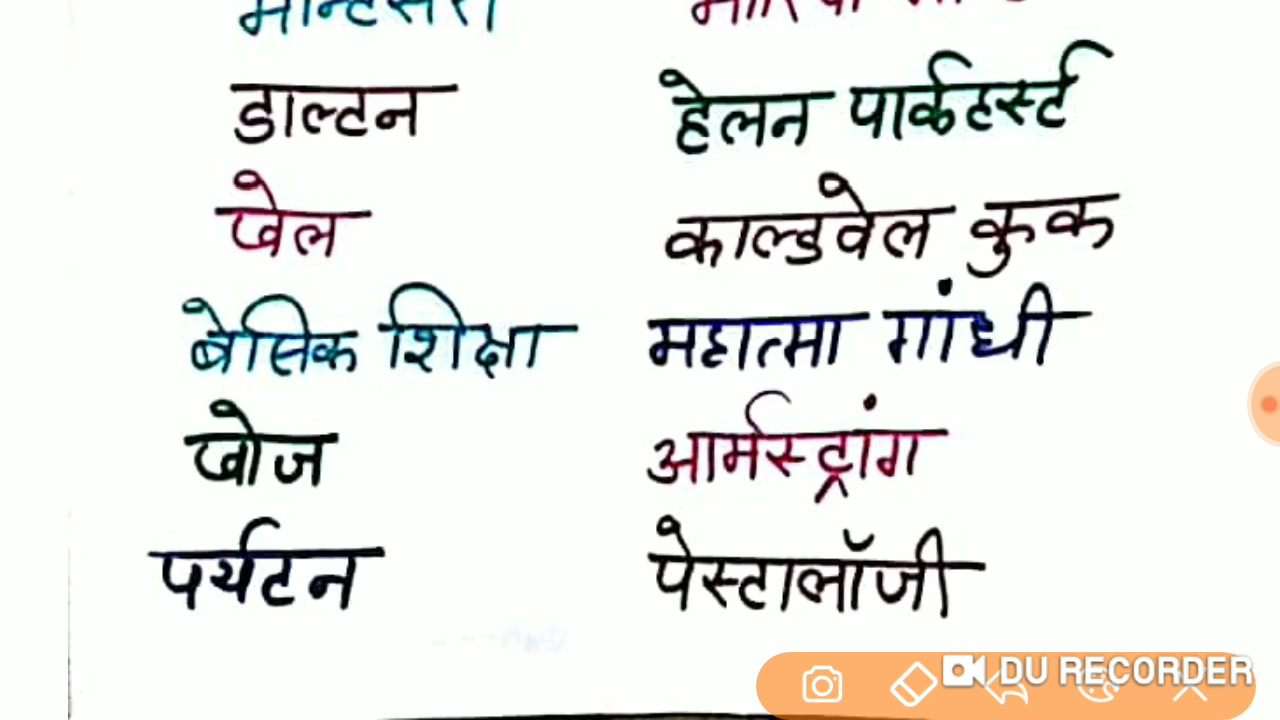 डाल्टन हेलन पार्कहर्स्ट
खेल काल्डवेल कुक
बेसिक शिक्षा महात्मा गांधी
खोज आर्मस्ट्रांग
पर्यटन पेस्टालॉजी
DU RECORDER